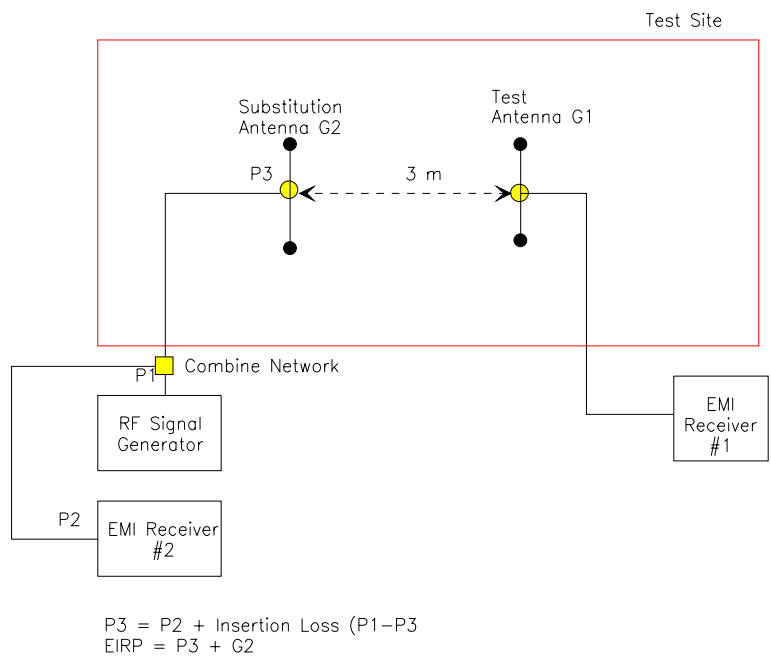 Test Site
Substitution
Antenna G2
Test
Antenna G1
P3
3 m
P1
Combine Network
RF Signal
Generator
EMI
Receiver
#1
P2
EMI Receiver
#2
P3 = P2 + Insertion Loss (P1-P3
EIRP = P3 + G2